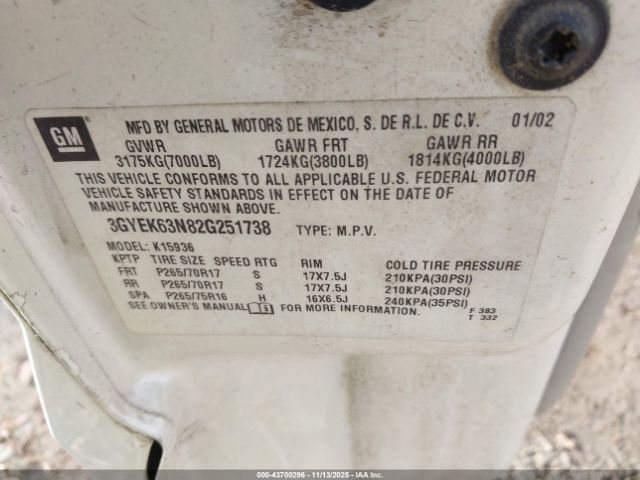 GM
MFD BY GENERAL MOTORS DE MEXICO, S. DE R.L. DE C.V. 01/02
GVWR GAWR FRT GAWR RR
3175KG(7000LB) 1724KG(3800LB) 1814KG(4000LB)
THIS VEHICLE CONFORMS TO ALL APPLICABLE U.S. FEDERAL MOTOR
VEHICLE SAFETY STANDARDS IN EFFECT ON THE DATE OF
MANUFACTURE SHOWN ABOVE.
3GYEK63N82G251738 TYPE: M.P.V.
MODEL: K15936
KPTP TIRE SIZE SPEED RTG RIM COLD TIRE PRESSURE
FRT P265/70R17 S 17X7.5J 210KPA(30PSI)
RR P265/70R17 S 17X7.5J 210KPA(30PSI)
SPA P265/75R16 H 16X6.5J 240KPA(35PSI)
SEE OWNER'S MANUAL FOR MORE INFORMATION. F 383
T 332
000-43700296 - 11/13/2025 - IAA Inc.